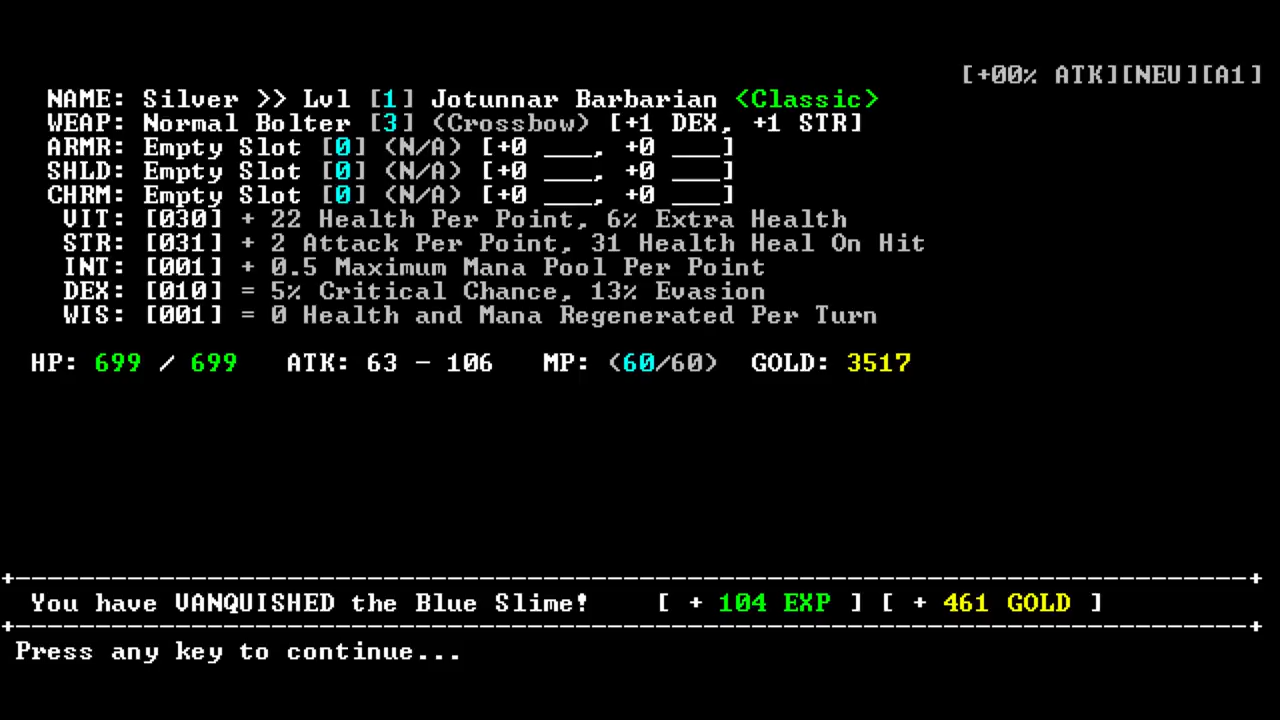 [+00% ATK][NEU][A1]
NAME: Silver >> Lvl [1] Jotunnar Barbarian <Classic>
WEAP: Normal Bolter [3] (Crossbow) [+1 DEX, +1 STR]
ARMR: Empty Slot [0] (N/A) [+0 ___, +0 ___]
SHLD: Empty Slot [0] (N/A) [+0 ___, +0 ___]
CHRM: Empty Slot [0] (N/A) [+0 ___, +0 ___]
VIT: [030] + 22 Health Per Point, 6% Extra Health
STR: [031] + 2 Attack Per Point, 31 Health Heal On Hit
INT: [001] + 0.5 Maximum Mana Pool Per Point
DEX: [010] = 5% Critical Chance, 13% Evasion
WIS: [001] = 0 Health and Mana Regenerated Per Turn
HP: 699 / 699 ATK: 63 - 106 MP: (60/60) GOLD: 3517
You have VANQUISHED the Blue Slime! [ + 104 EXP ] [ + 461 GOLD ]
Press any key to continue...